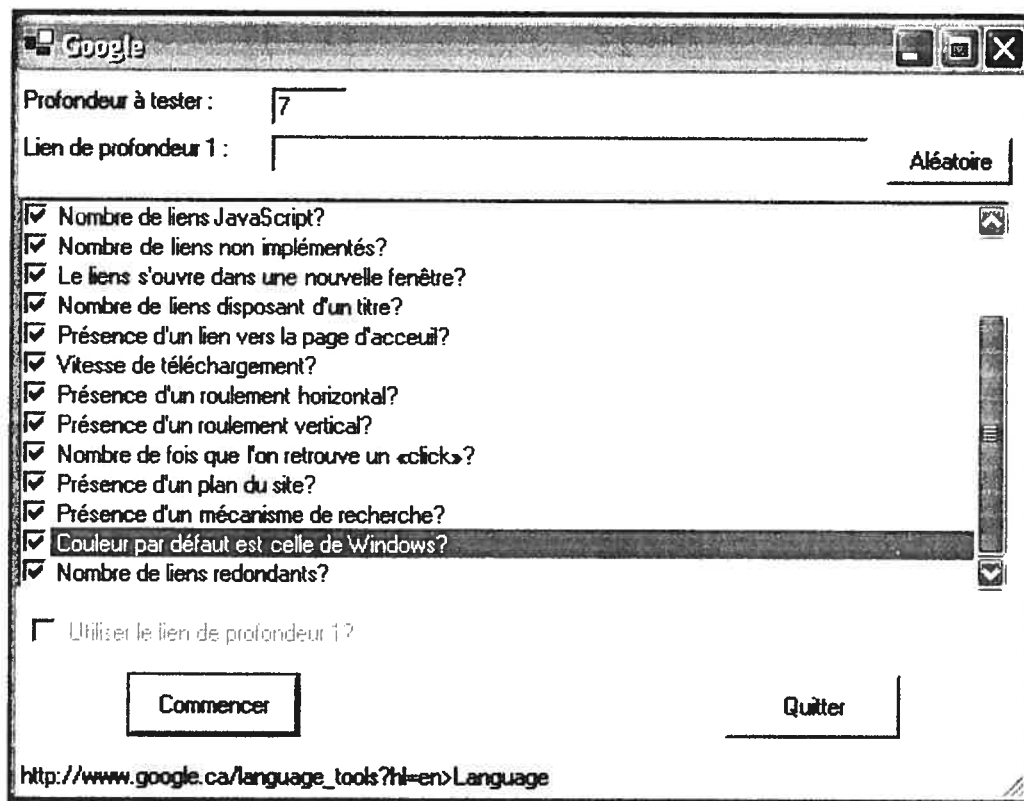 Google
Profondeur à tester : 7
Lien de profondeur 1 :
Aléatoire
Nombre de liens JavaScript?
Nombre de liens non implémentés?
Le liens s'ouvre dans une nouvelle fenêtre?
Nombre de liens disposant d'un titre?
Présence d'un lien vers la page d'acceuil?
Vitesse de téléchargement?
Présence d'un roulement horizontal?
Présence d'un roulement vertical?
Nombre de fois que l'on retrouve un «click»?
Présence d'un plan du site?
Présence d'un mécanisme de recherche?
Couleur par défaut est celle de Windows?
Nombre de liens redondants?
Utiliser le lien de profondeur 1?
Commencer Quitter
http://www.google.ca/language_tools?hl=en>Language